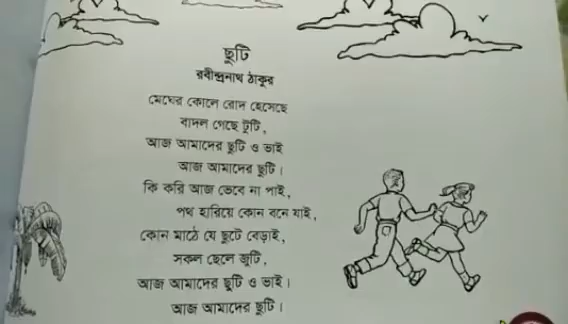 ছুটি
রবীন্দ্রনাথ ঠাকুর
মেঘের কোলে রোদ হেসেছে
বাদল গেছে টুটি,
আজ আমাদের ছুটি ও ভাই
আজ আমাদের ছুটি।
কি করি আজ ভেবে না পাই,
পথ হারিয়ে কোন বনে যাই,
কোন মাঠে যে ছুটে বেড়াই,
সকল ছেলে জুটি,
আজ আমাদের ছুটি ও ভাই।
আজ আমাদের ছুটি।